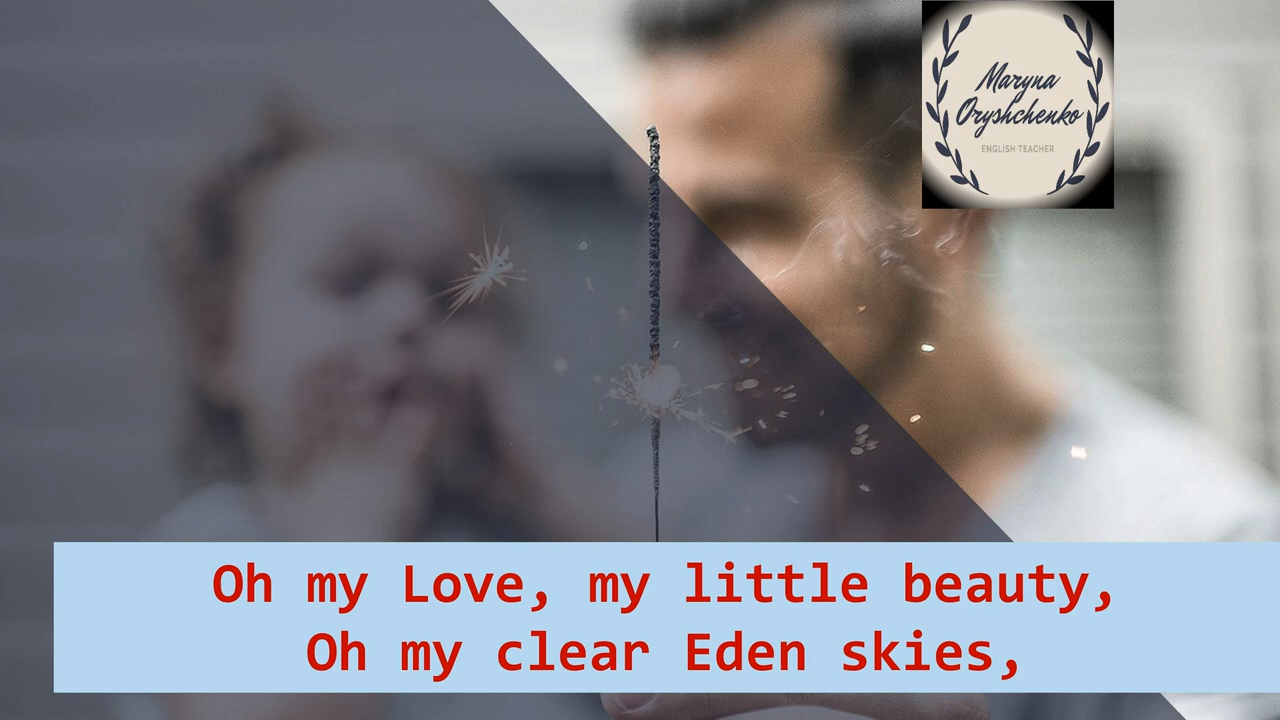 Maryna
Oryshchenko
ENGLISH TEACHER
Oh my Love, my little beauty,
Oh my clear Eden skies,